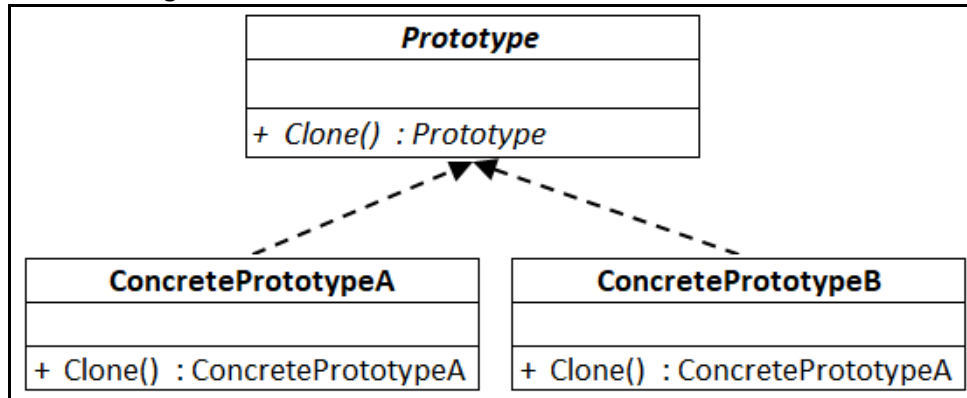 Prototype
+ Clone() : Prototype
ConcretePrototypeA
ConcretePrototypeB
+ Clone() : ConcretePrototypeA
+ Clone() : ConcretePrototypeA